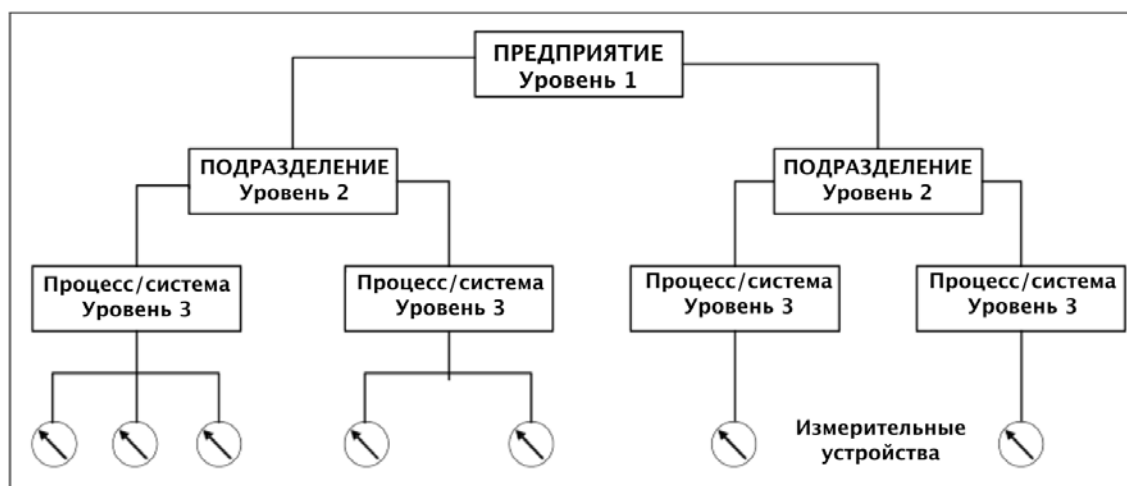 ПРЕДПРИЯТИЕ
Уровень 1
ПОДРАЗДЕЛЕНИЕ
Уровень 2
ПОДРАЗДЕЛЕНИЕ
Уровень 2
Процесс/система
Уровень 3
Процесс/система
Уровень 3
Процесс/система
Уровень 3
Процесс/система
Уровень 3
Измерительные
устройства